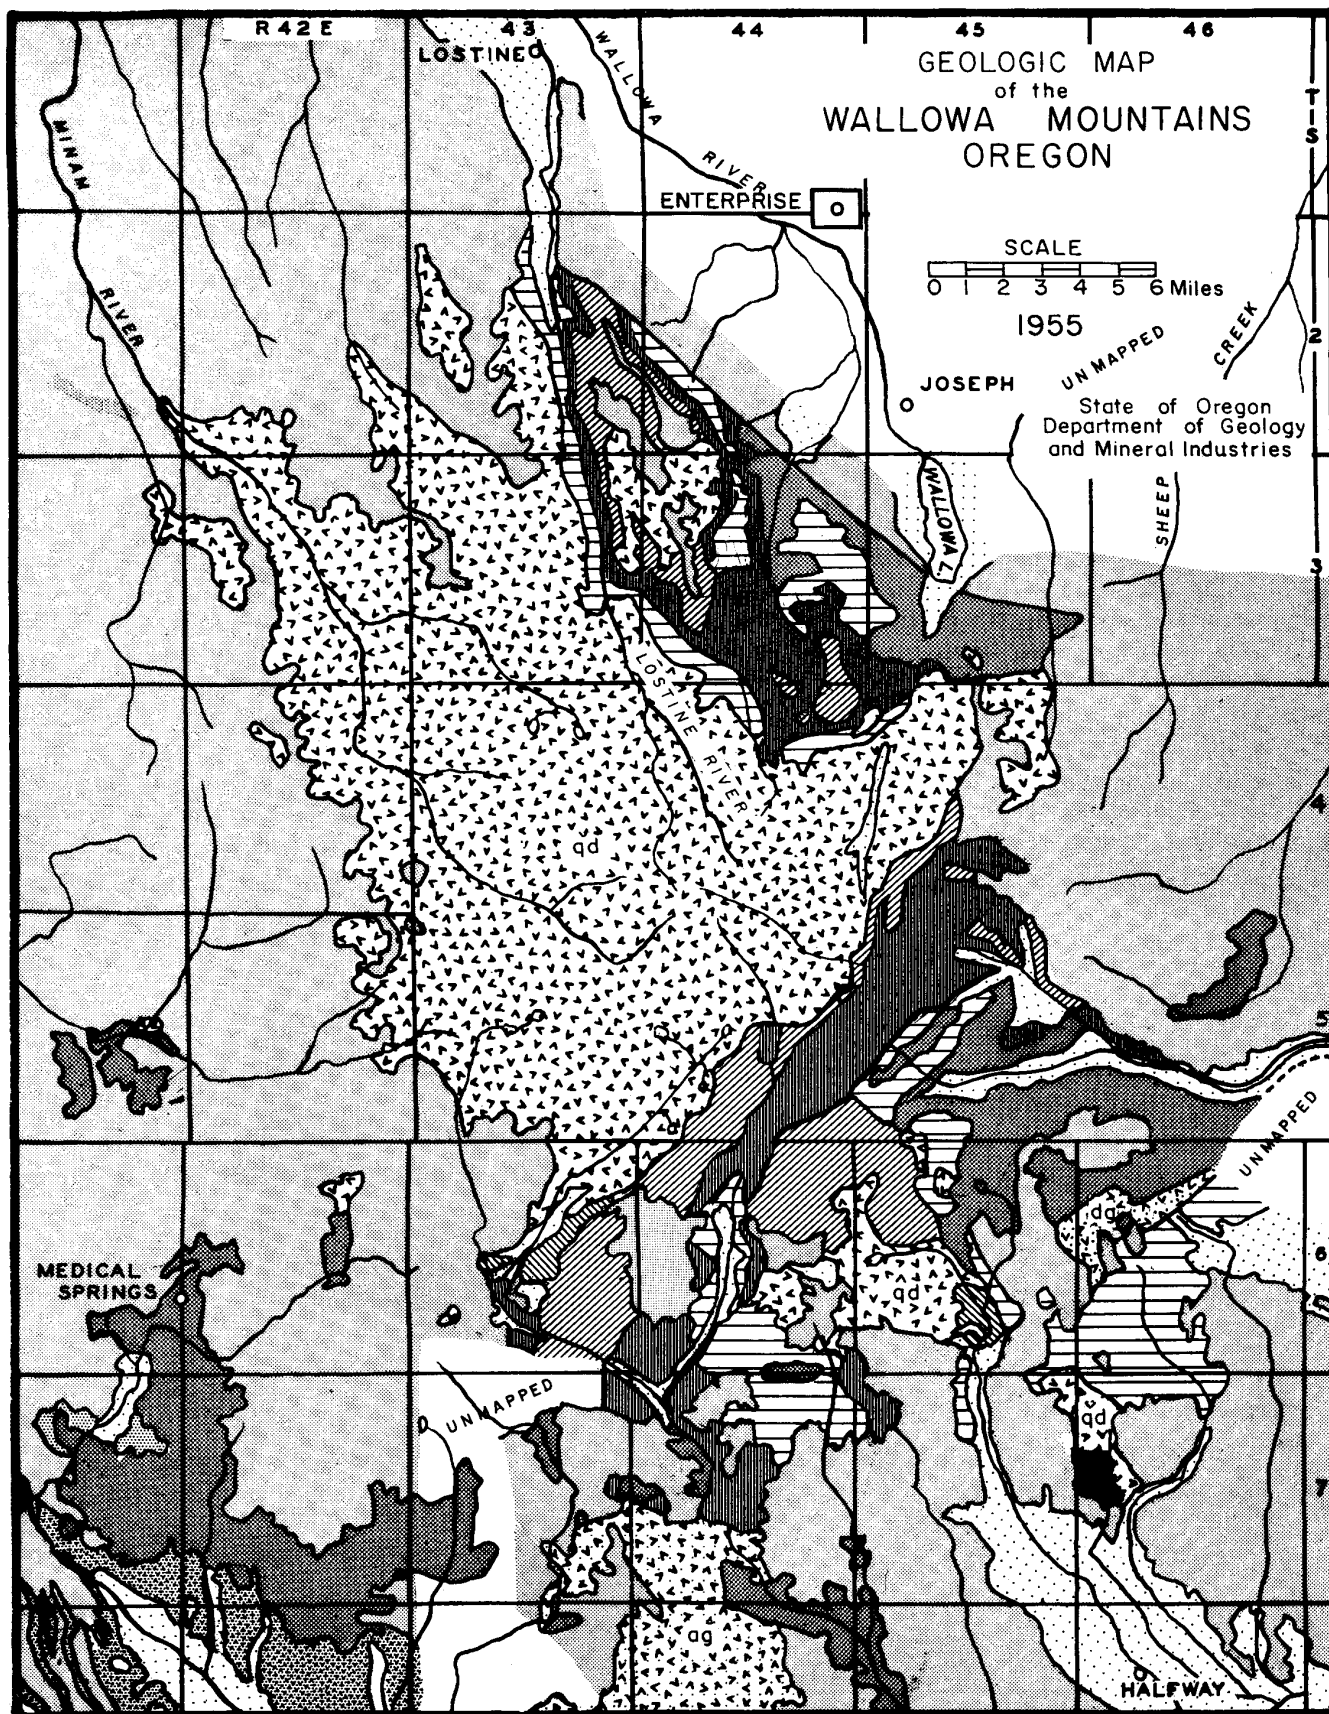 R 42 E
43
44
45
46
LOSTINE
WALLOWA
RIVER
GEOLOGIC MAP
of the
WALLOWA MOUNTAINS
OREGON
T I S
MINAM
RIVER
ENTERPRISE
SCALE
0 1 2 3 4 5 6 Miles
1955
UNMAPPED
CREEK
2
JOSEPH
State of Oregon
Department of Geology
and Mineral Industries
WALLOWA L.
SHEEP
3
LOSTINE
RIVER
4
qd
5
UNMAPPED
MEDICAL
SPRINGS
qd
6
UNMAPPED
qd
7
ag
HALFWAY